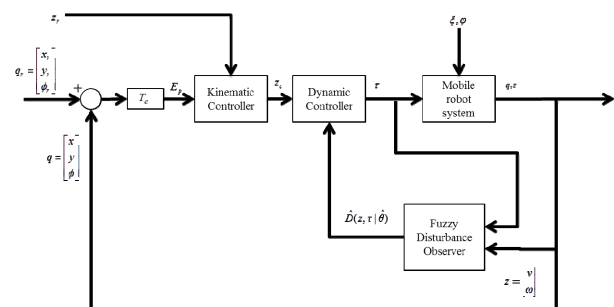 z_r
ξ, φ
q_r = [x_r
y_r
ϕ_r]
+
T_e
E_p
Kinematic
Controller
z_c
Dynamic
Controller
τ
Mobile
robot
system
q, z
q = [x
y
ϕ]
D̂(z, τ | θ̂)
Fuzzy
Disturbance
Observer
z = [v
ω]